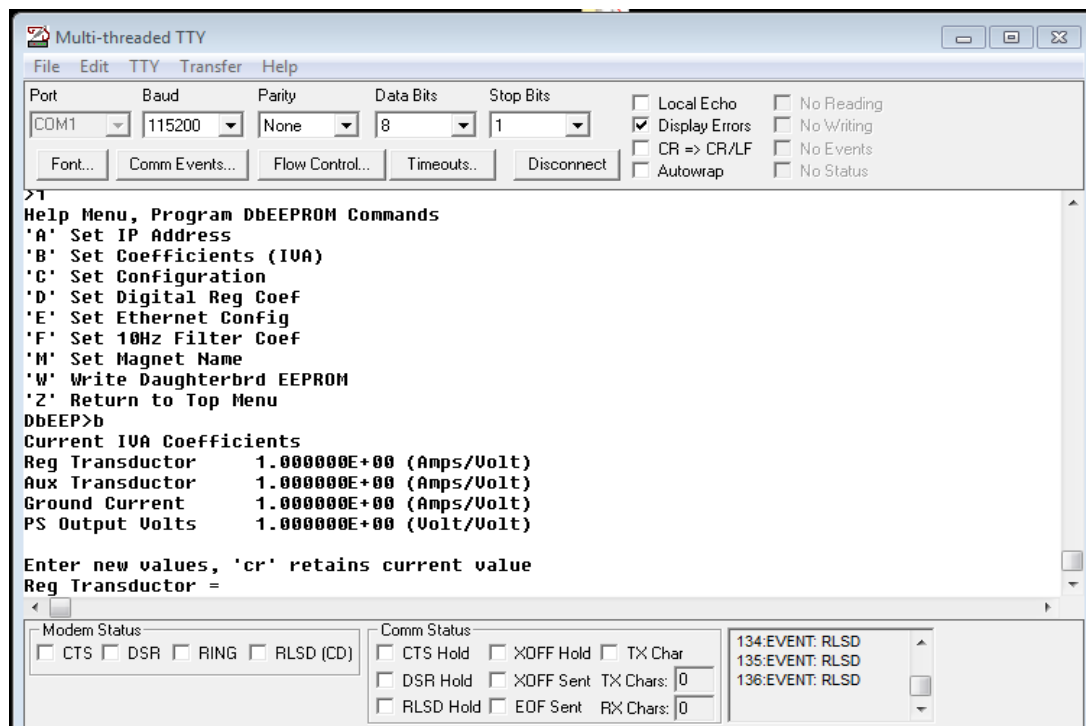 Multi-threaded TTY
File Edit TTY Transfer Help
Port Baud Parity Data Bits Stop Bits
COM1 115200 None 8 1
Font... Comm Events... Flow Control... Timeouts.. Disconnect
Local Echo No Reading
Display Errors No Writing
CR => CR/LF No Events
Autowrap No Status
Help Menu, Program DbEEPROM Commands
'A' Set IP Address
'B' Set Coefficients (IVA)
'C' Set Configuration
'D' Set Digital Reg Coef
'E' Set Ethernet Config
'F' Set 10Hz Filter Coef
'M' Set Magnet Name
'W' Write Daughterbrd EEPROM
'Z' Return to Top Menu
DbEEP>b
Current IVA Coefficients
Reg Transductor 1.000000E+00 (Amps/Volt)
Aux Transductor 1.000000E+00 (Amps/Volt)
Ground Current 1.000000E+00 (Amps/Volt)
PS Output Volts 1.000000E+00 (Volt/Volt)
Enter new values, 'cr' retains current value
Reg Transductor =
Modem Status
CTS DSR RING RLSD (CD)
Comm Status
CTS Hold XOFF Hold TX Char
DSR Hold XOFF Sent TX Chars: 0
RLSD Hold EOF Sent RX Chars: 0
134:EVENT: RLSD
135:EVENT: RLSD
136:EVENT: RLSD